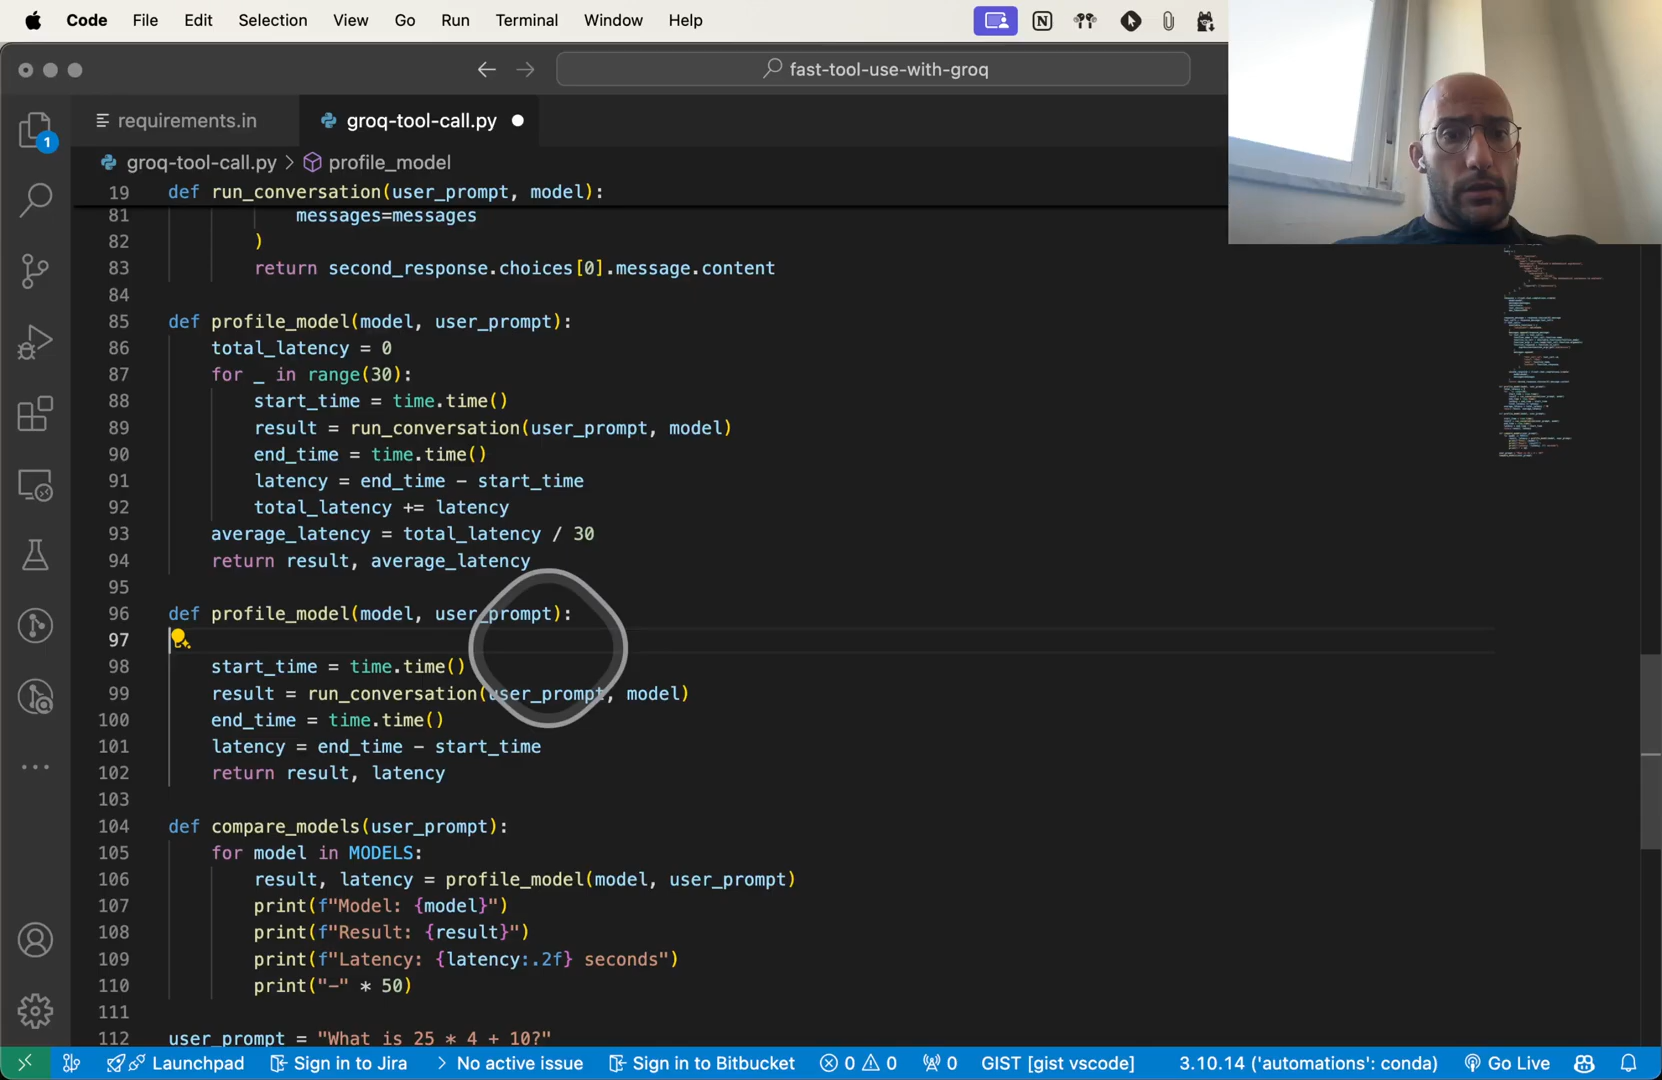 Code File Edit Selection View Go Run Terminal Window Help
fast-tool-use-with-groq
requirements.in groq-tool-call.py
groq-tool-call.py > profile_model
1
19 def run_conversation(user_prompt, model):
81 messages=messages
82 )
83 return second_response.choices[0].message.content
84
85 def profile_model(model, user_prompt):
86 total_latency = 0
87 for _ in range(30):
88 start_time = time.time()
89 result = run_conversation(user_prompt, model)
90 end_time = time.time()
91 latency = end_time - start_time
92 total_latency += latency
93 average_latency = total_latency / 30
94 return result, average_latency
95
96 def profile_model(model, user_prompt):
97
98 start_time = time.time()
99 result = run_conversation(user_prompt, model)
100 end_time = time.time()
101 latency = end_time - start_time
102 return result, latency
103
104 def compare_models(user_prompt):
105 for model in MODELS:
106 result, latency = profile_model(model, user_prompt)
107 print(f"Model: {model}")
108 print(f"Result: {result}")
109 print(f"Latency: {latency:.2f} seconds")
110 print("-" * 50)
111
112 user_prompt = "What is 25 * 4 + 10?"
Launchpad Sign in to Jira > No active issue Sign in to Bitbucket 0 0 0 GIST [gist vscode] 3.10.14 ('automations': conda) Go Live